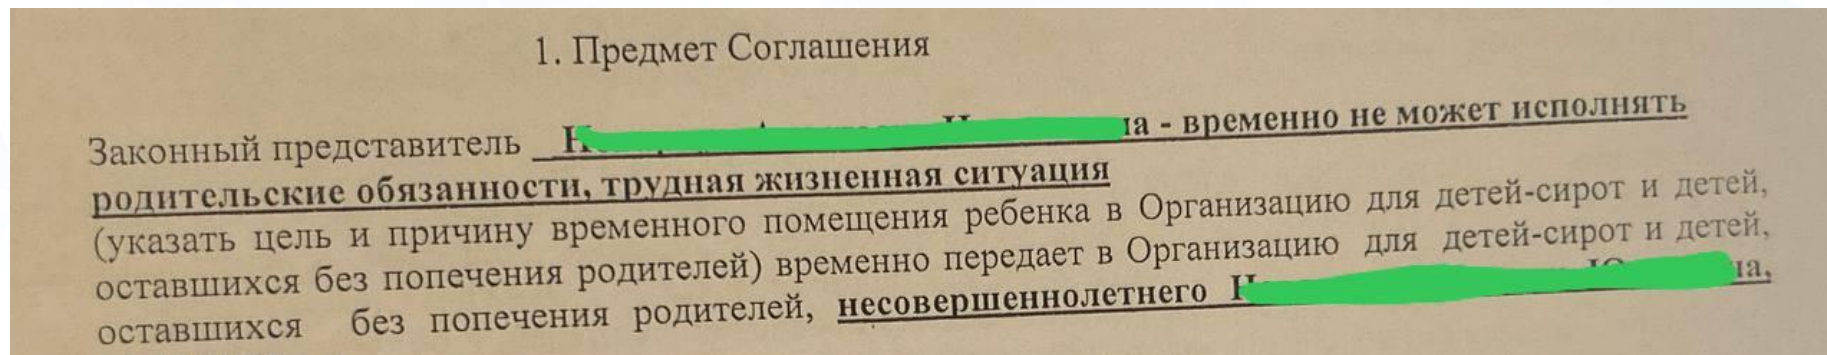 1. Предмет Соглашения
Законный представитель - временно не может исполнять
родительские обязанности, трудная жизненная ситуация
(указать цель и причину временного помещения ребенка в Организацию для детей-сирот и детей,
оставшихся без попечения родителей) временно передает в Организацию для детей-сирот и детей,
оставшихся без попечения родителей, несовершеннолетнего